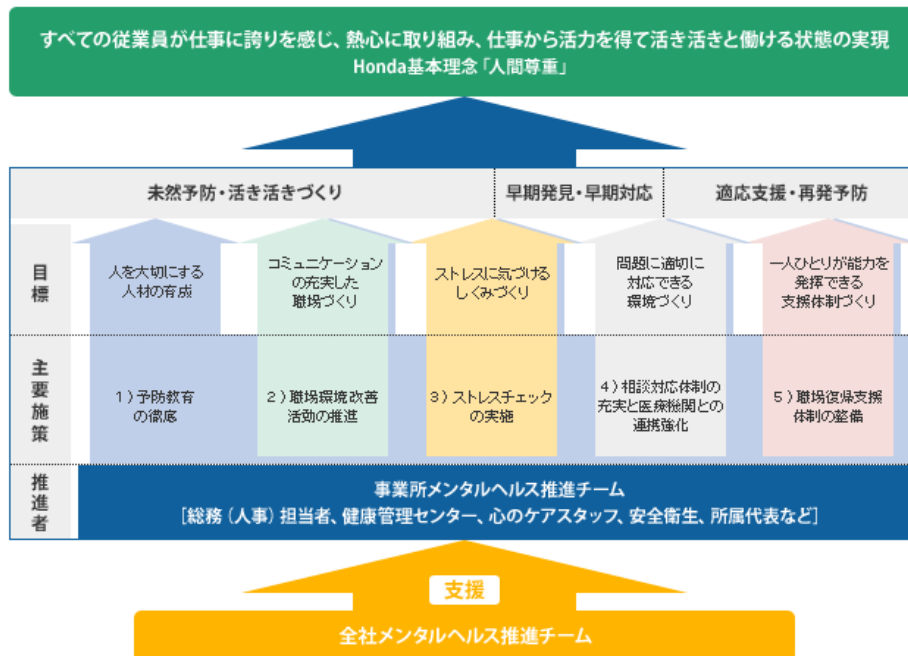 すべての従業員が仕事に誇りを感じ、熱心に取り組み、仕事から活力を得て活き活きと働ける状態の実現
Honda基本理念「人間尊重」
未然予防・活き活きづくり
早期発見・早期対応
適応支援・再発予防
目標
人を大切にする
人材の育成
コミュニケーション
の充実した
職場づくり
ストレスに気づける
しくみづくり
問題に適切に
対応できる
環境づくり
一人ひとりが能力を
発揮できる
支援体制づくり
主要施策
1）予防教育
の徹底
2）職場環境改善
活動の推進
3）ストレスチェック
の実施
4）相談対応体制の
充実と医療機関との
連携強化
5）職場復帰支援
体制の整備
推進者
事業所メンタルヘルス推進チーム
［総務（人事）担当者、健康管理センター、心のケアスタッフ、安全衛生、所属代表など］
支援
全社メンタルヘルス推進チーム